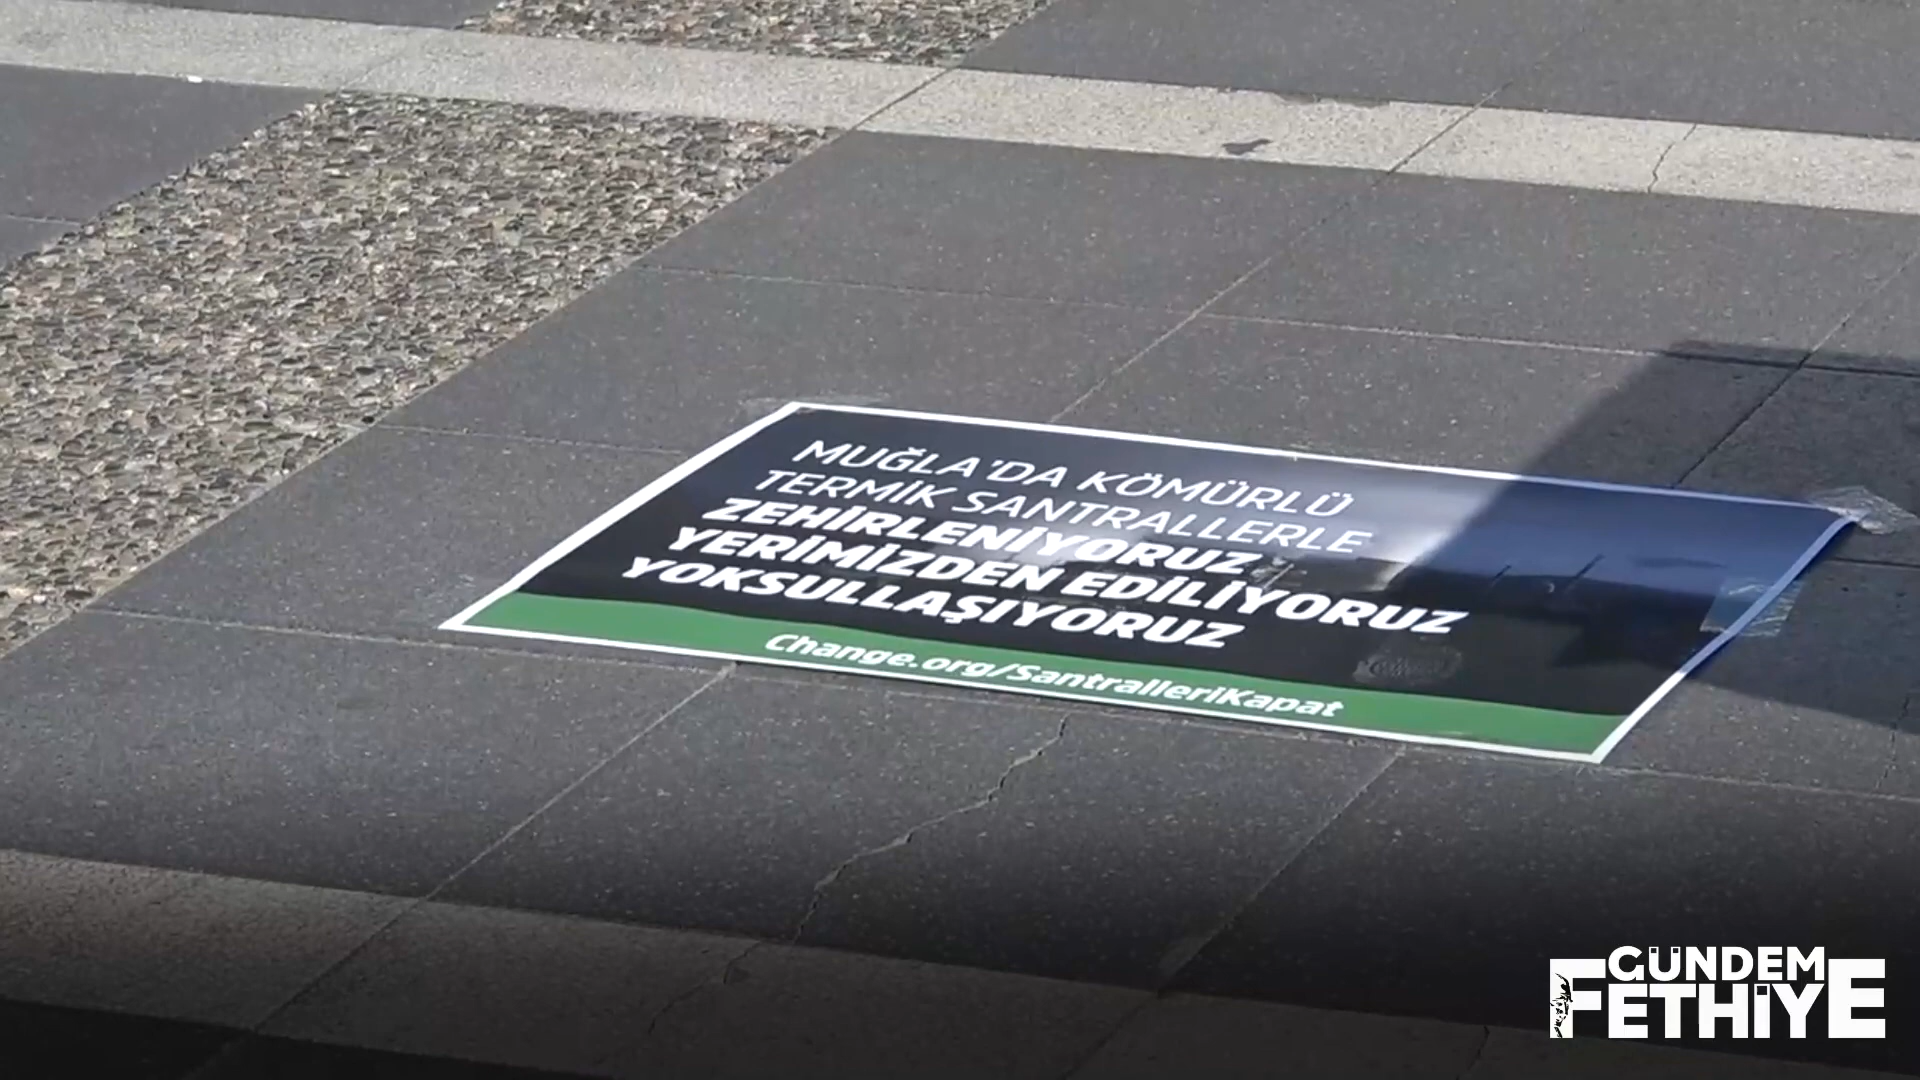 MUĞLA'DA KÖMÜRLÜ
TERMİK SANTRALLERLE
ZEHİRLENİYORUZ
YERİMİZDEN EDİLİYORUZ
YOKSULLAŞIYORUZ
Change.org/SantralleriKapat
GÜNDEM
FETHİYE